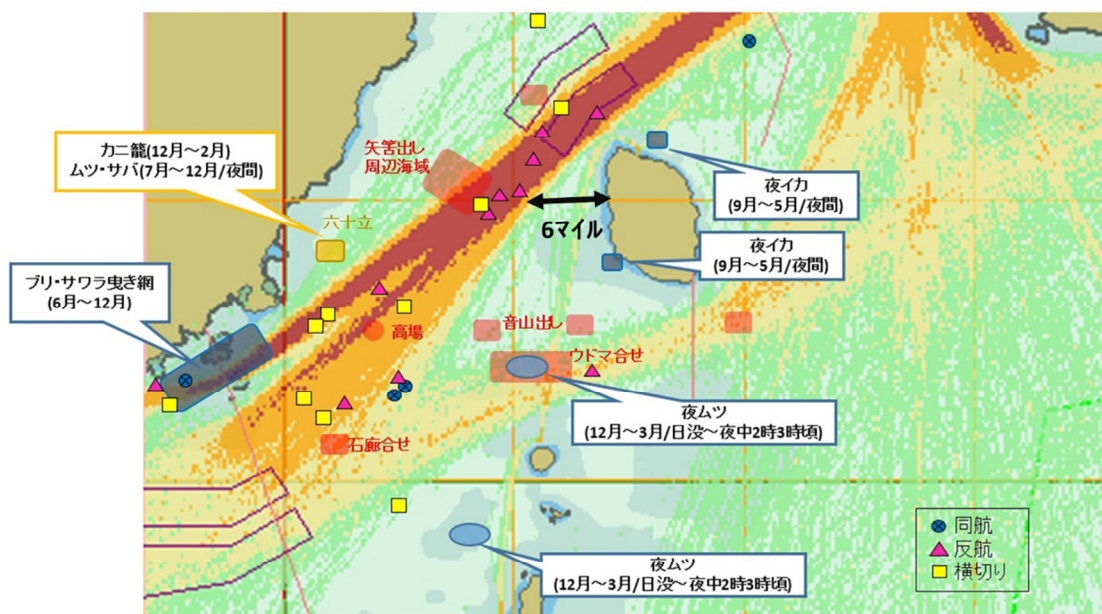 カニ籠(12月～2月)
ムツ・サバ(7月～12月/夜間)
矢筈出し
周辺海域
夜イカ
(9月～5月/夜間)
六十立
6マイル
夜イカ
(9月～5月/夜間)
ブリ・サワラ曳き網
(6月～12月)
高場
音山出し
ウドマ合せ
夜ムツ
(12月～3月/日没～夜中2時3時頃)
石廊合せ
同航
反航
横切り
夜ムツ
(12月～3月/日没～夜中2時3時頃)